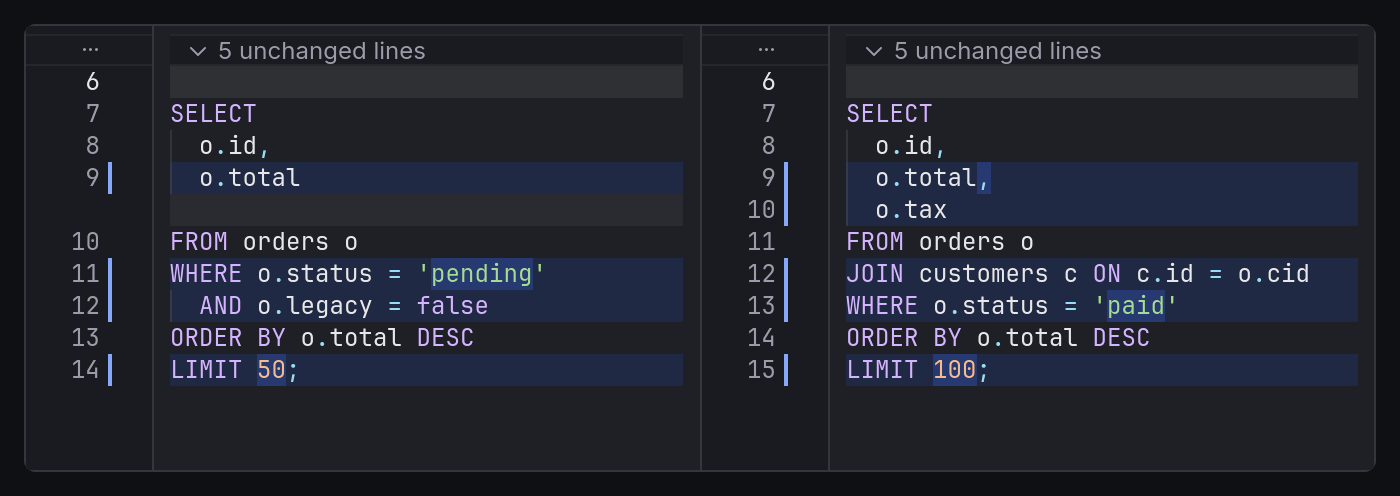 ··· 5 unchanged lines
6
7 SELECT
8   o.id,
9   o.total
10 FROM orders o
11 WHERE o.status = 'pending'
12   AND o.legacy = false
13 ORDER BY o.total DESC
14 LIMIT 50;
··· 5 unchanged lines
6
7 SELECT
8   o.id,
9   o.total,
10   o.tax
11 FROM orders o
12 JOIN customers c ON c.id = o.cid
13 WHERE o.status = 'paid'
14 ORDER BY o.total DESC
15 LIMIT 100;